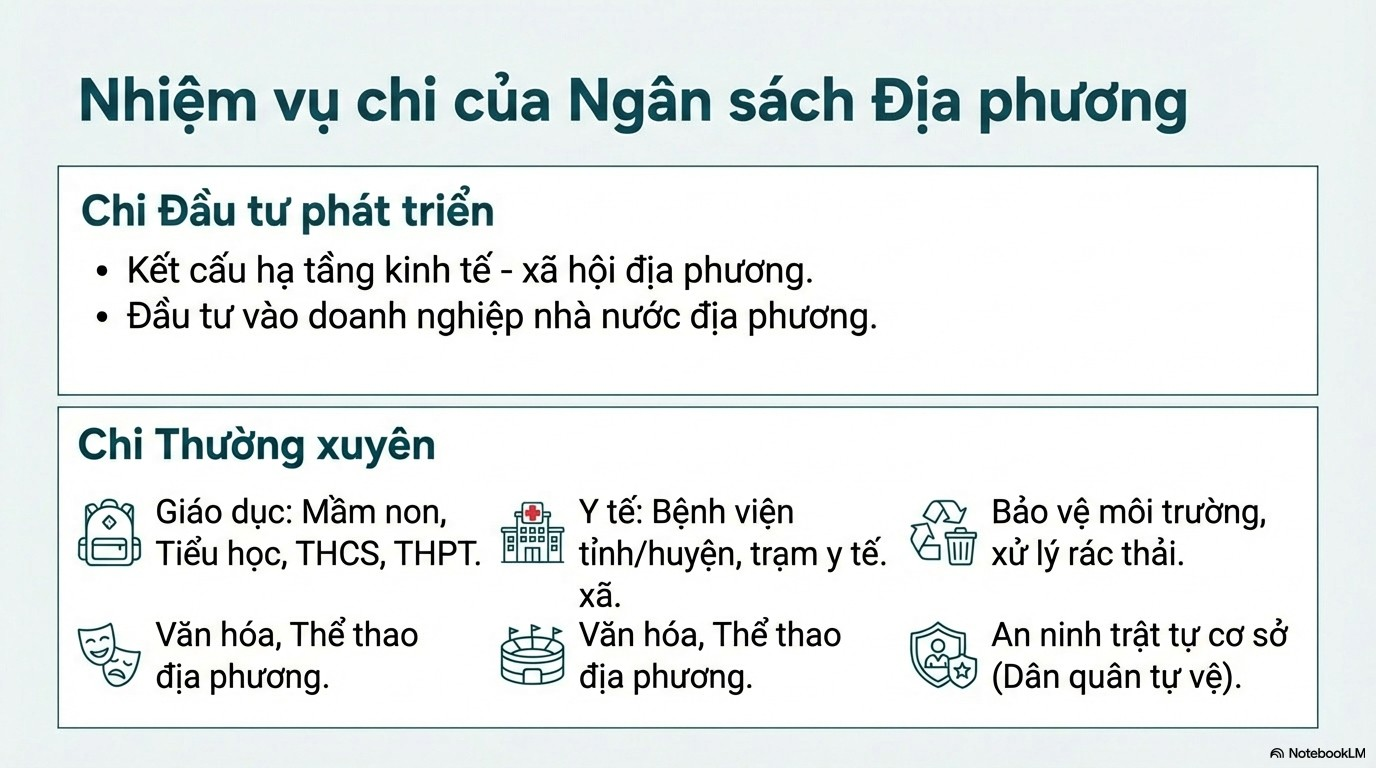 Nhiệm vụ chi của Ngân sách Địa phương
Chi Đầu tư phát triển
• Kết cấu hạ tầng kinh tế - xã hội địa phương.
• Đầu tư vào doanh nghiệp nhà nước địa phương.
Chi Thường xuyên
Giáo dục: Mầm non,
Tiểu học, THCS, THPT.
Y tế: Bệnh viện
tỉnh/huyện, trạm y tế.
xã.
Bảo vệ môi trường,
xử lý rác thải.
Văn hóa, Thể thao
địa phương.
Văn hóa, Thể thao
địa phương.
An ninh trật tự cơ sở
(Dân quân tự vệ).
NotebookLM